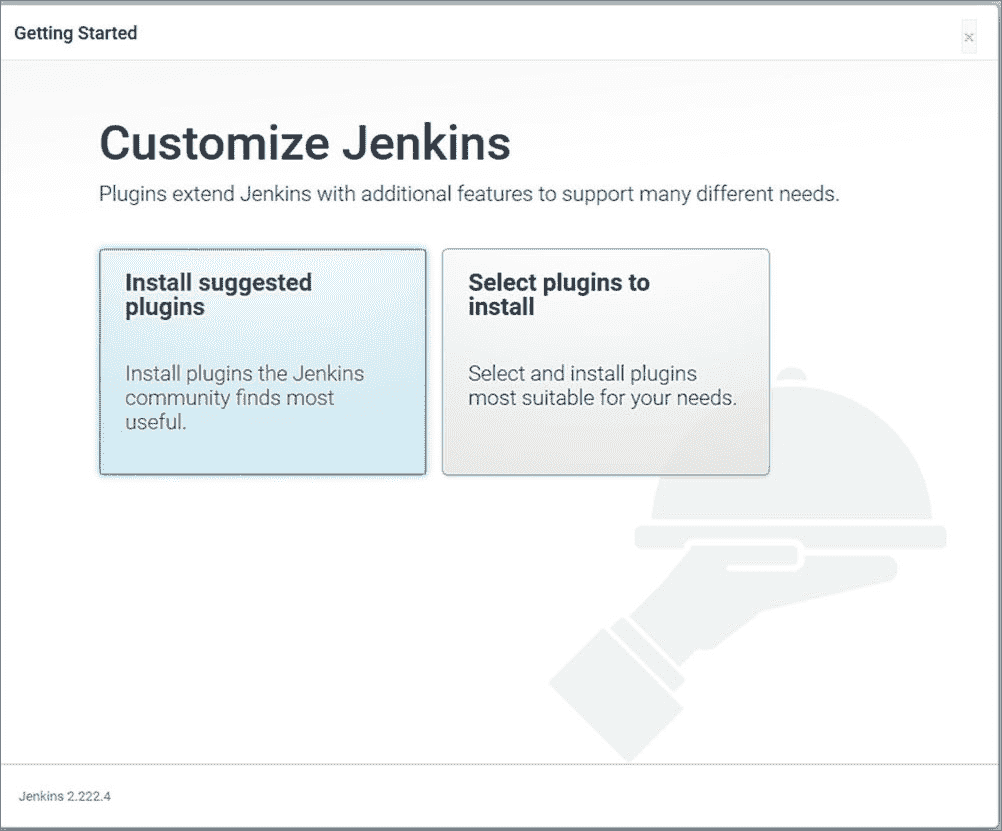 Getting Started
×
Customize Jenkins
Plugins extend Jenkins with additional features to support many different needs.
Install suggested
plugins
Install plugins the Jenkins
community finds most
useful.
Select plugins to
install
Select and install plugins
most suitable for your needs.
Jenkins 2.222.4